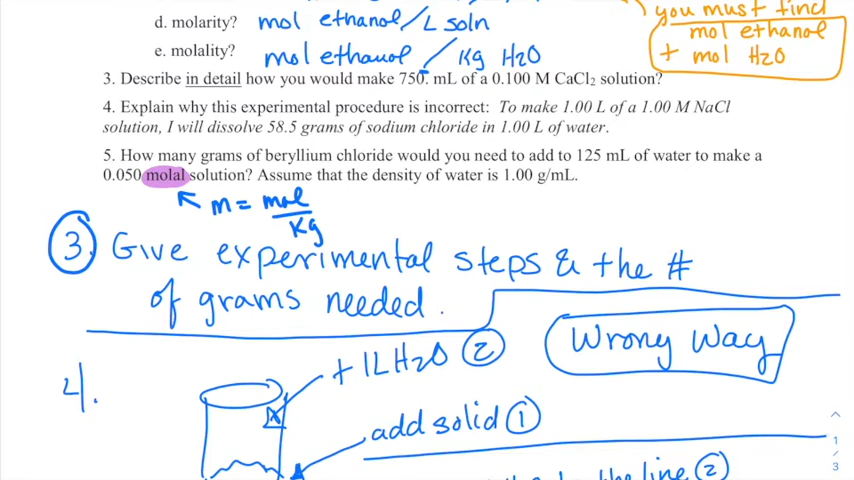 d. molarity? mol ethanol/L soln
you must find
mol ethanol
+ mol H2O
e. molality? mol ethanol / Kg H2O
3. Describe in detail how you would make 750. mL of a 0.100 M CaCl2 solution?
4. Explain why this experimental procedure is incorrect: To make 1.00 L of a 1.00 M NaCl
solution, I will dissolve 58.5 grams of sodium chloride in 1.00 L of water.
5. How many grams of beryllium chloride would you need to add to 125 mL of water to make a
0.050 molal solution? Assume that the density of water is 1.00 g/mL.
m = mol
Kg
3. Give experimental steps & the #
of grams needed.
Wrong Way
4. + 1L H2O 2
add solid 1
the line 2
1
/
3